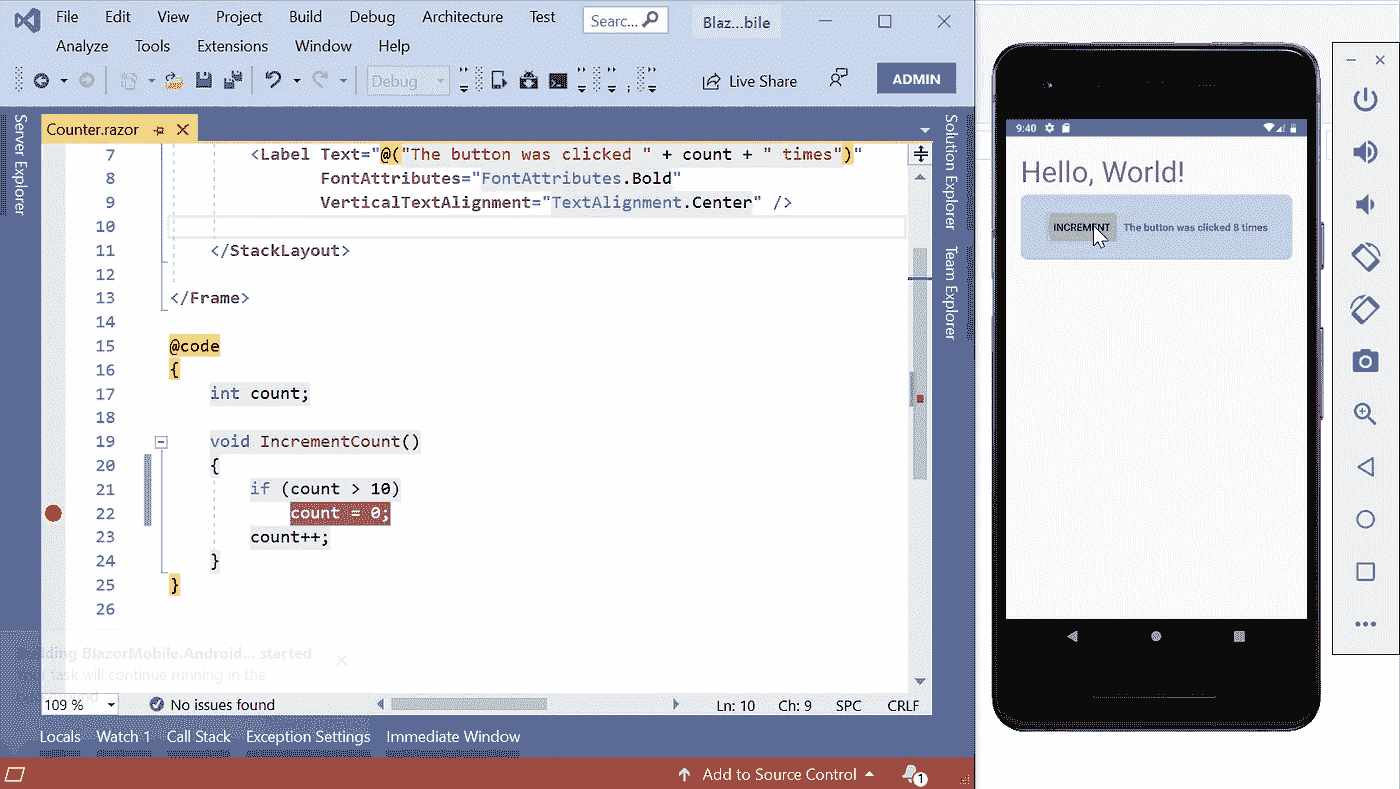 File Edit View Project Build Debug Architecture Test Searc... Blaz...bile
Analyze Tools Extensions Window Help
Debug Live Share ADMIN
Server Explorer
Counter.razor
Solution Explorer
Team Explorer
7 <Label Text="@("The button was clicked " + count + " times")"
8 FontAttributes="FontAttributes.Bold"
9 VerticalTextAlignment="TextAlignment.Center" />
10
11 </StackLayout>
12
13 </Frame>
14
15 @code
16 {
17 int count;
18
19 void IncrementCount()
20 {
21 if (count > 10)
22 count = 0;
23 count++;
24 }
25 }
26
BlazorMobile.Android... started
task will continue running in the
109 % No issues found Ln: 10 Ch: 9 SPC CRLF
Locals Watch 1 Call Stack Exception Settings Immediate Window
Add to Source Control 1
9:40
Hello, World!
INCREMENT The button was clicked 8 times